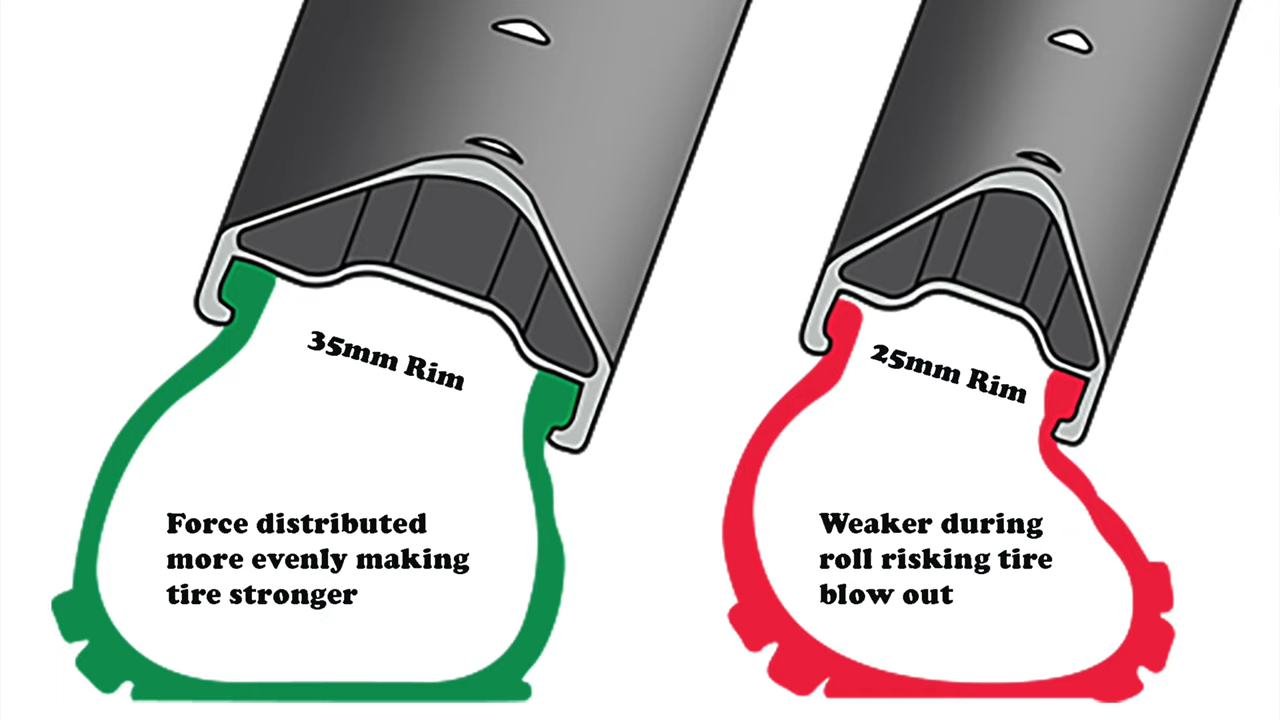 35mm Rim
25mm Rim
Force distributed
more evenly making
tire stronger
Weaker during
roll risking tire
blow out